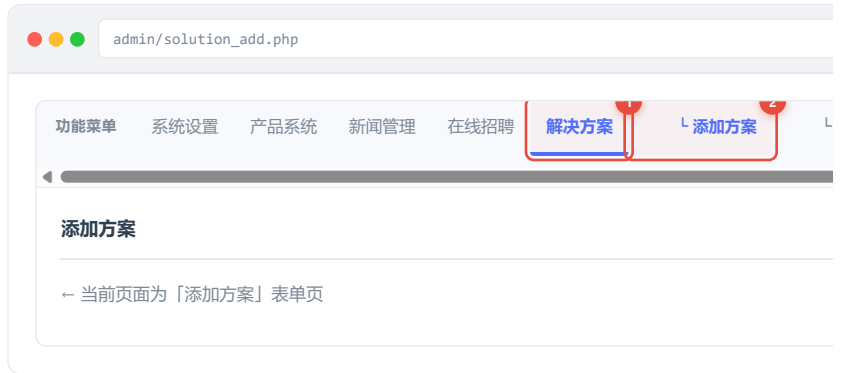 admin/solution_add.php
功能菜单 系统设置 产品系统 新闻管理 在线招聘 解决方案 1 └ 添加方案 2 └
添加方案
← 当前页面为「添加方案」表单页